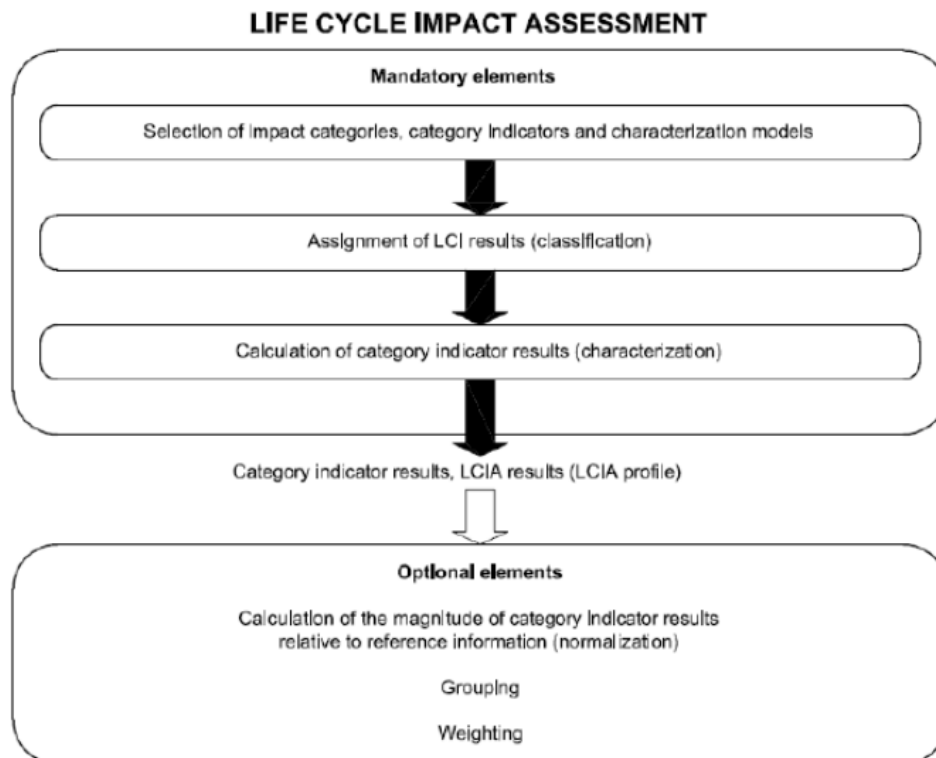 LIFE CYCLE IMPACT ASSESSMENT
Mandatory elements
Selection of impact categories, category indicators and characterization models
Assignment of LCI results (classification)
Calculation of category indicator results (characterization)
Category indicator results, LCIA results (LCIA profile)
Optional elements
Calculation of the magnitude of category indicator results
relative to reference information (normalization)
Grouping
Weighting